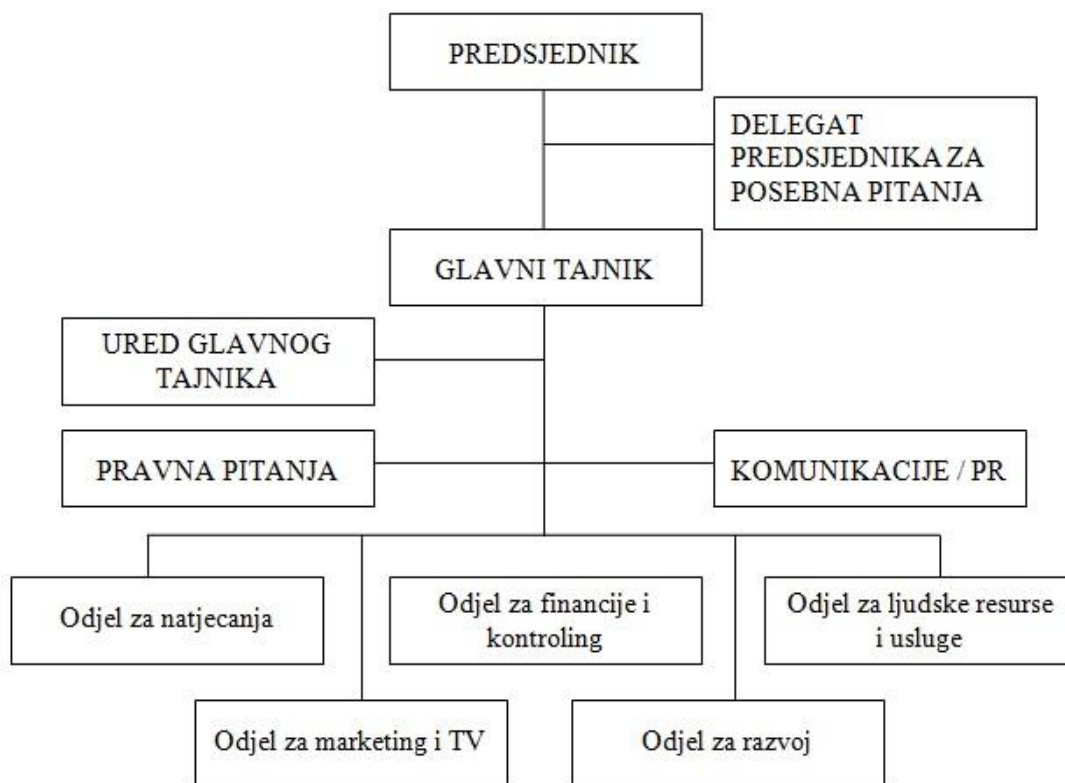 PREDSJEDNIK
DELEGAT
PREDSJEDNIKA ZA
POSEBNA PITANJA
GLAVNI TAJNIK
URED GLAVNOG
TAJNIKA
PRAVNA PITANJA
KOMUNIKACIJE / PR
Odjel za natjecanja
Odjel za financije i
kontroling
Odjel za ljudske resurse
i usluge
Odjel za marketing i TV
Odjel za razvoj